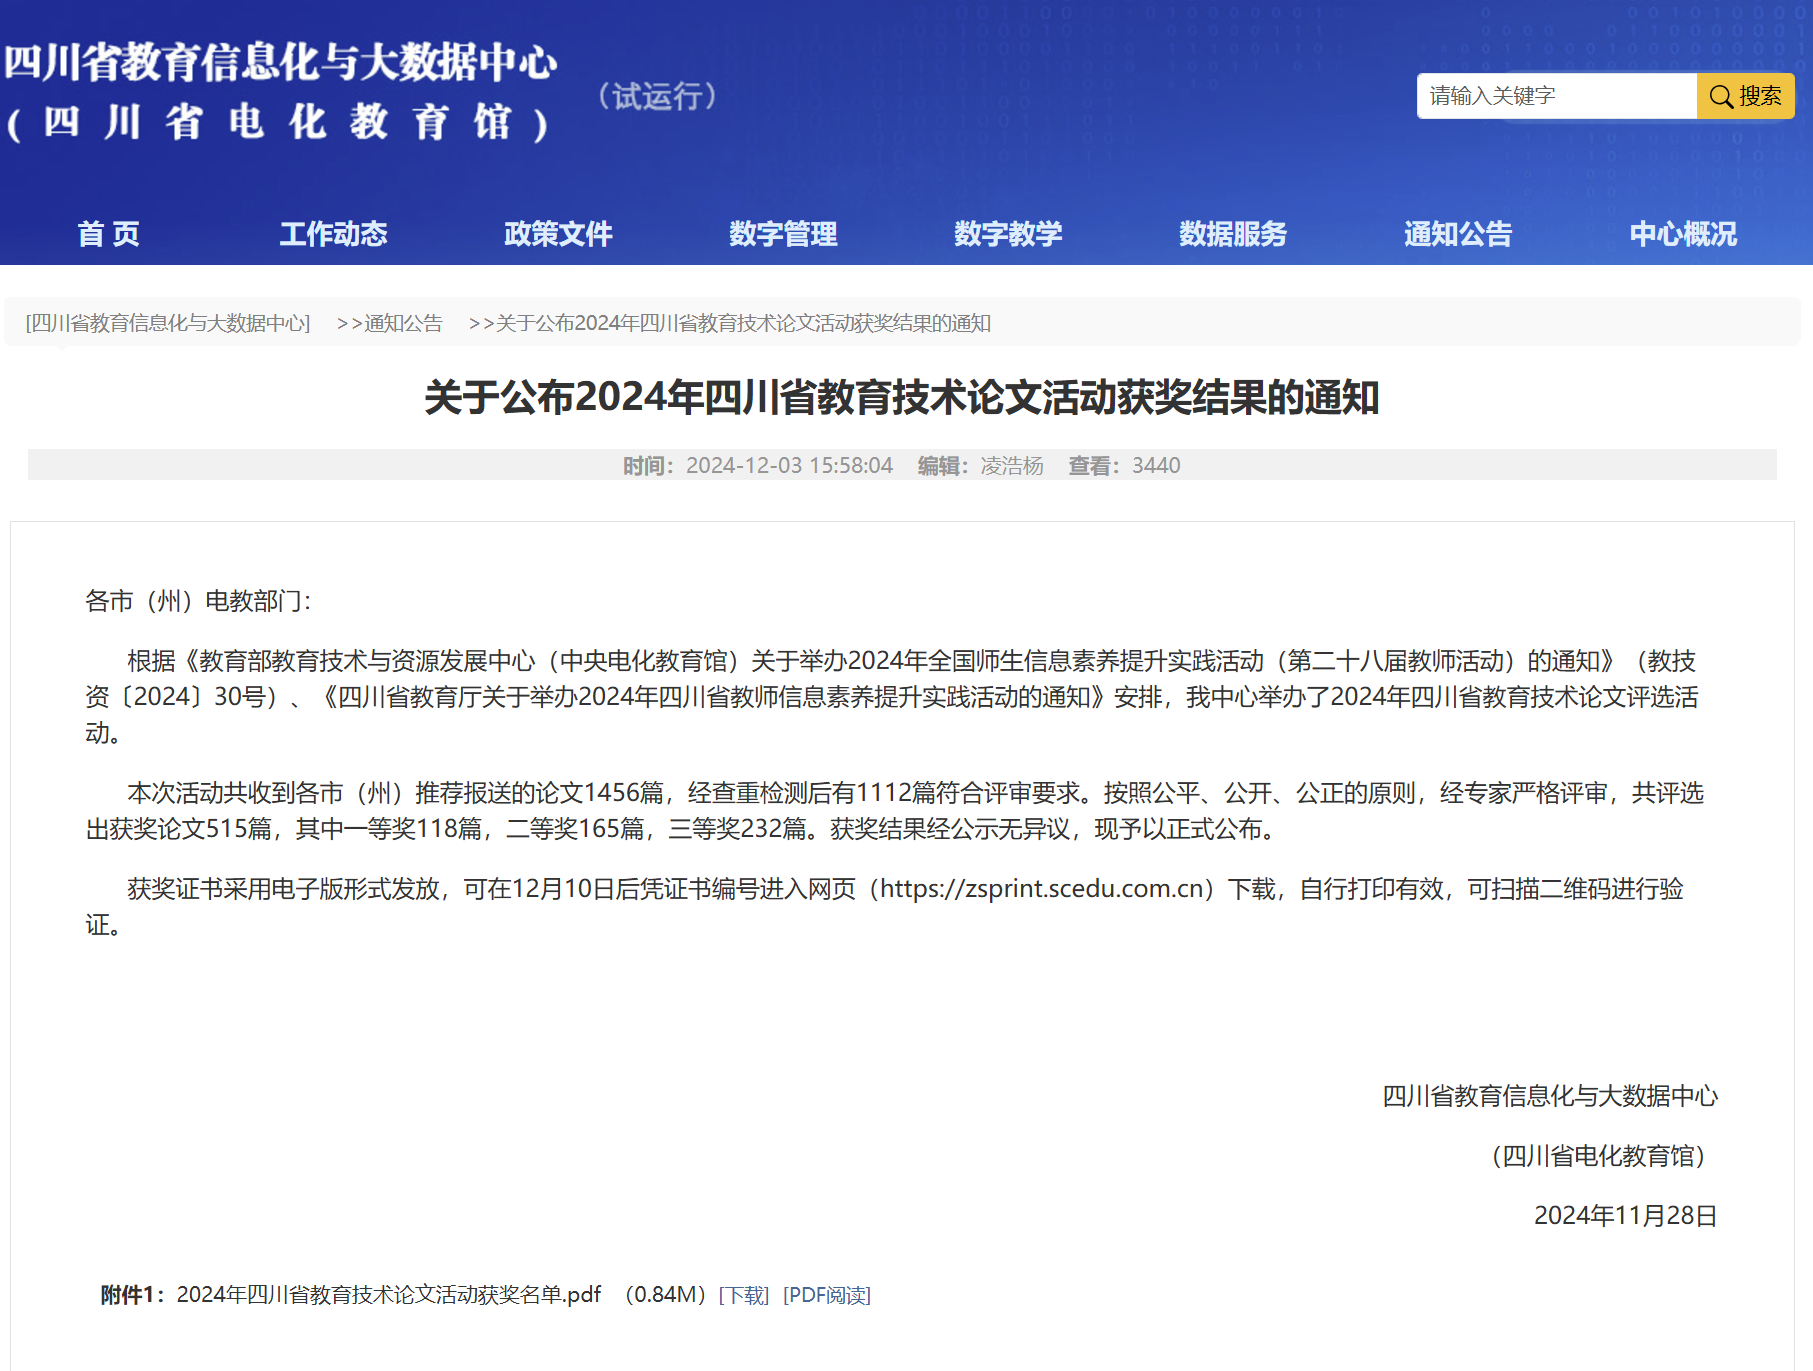 四川省教育信息化与大数据中心
(四川省电化教育馆)
（试运行）
请输入关键字
搜索
首 页 工作动态 政策文件 数字管理 数字教学 数据服务 通知公告 中心概况
[四川省教育信息化与大数据中心] >>通知公告 >>关于公布2024年四川省教育技术论文活动获奖结果的通知
关于公布2024年四川省教育技术论文活动获奖结果的通知
时间：2024-12-03 15:58:04 编辑：凌浩杨 查看：3440
各市（州）电教部门：
根据《教育部教育技术与资源发展中心（中央电化教育馆）关于举办2024年全国师生信息素养提升实践活动（第二十八届教师活动）的通知》（教技
资〔2024〕30号）、《四川省教育厅关于举办2024年四川省教师信息素养提升实践活动的通知》安排，我中心举办了2024年四川省教育技术论文评选活
动。
本次活动共收到各市（州）推荐报送的论文1456篇，经查重检测后有1112篇符合评审要求。按照公平、公开、公正的原则，经专家严格评审，共评选
出获奖论文515篇，其中一等奖118篇，二等奖165篇，三等奖232篇。获奖结果经公示无异议，现予以正式公布。
获奖证书采用电子版形式发放，可在12月10日后凭证书编号进入网页（https://zsprint.scedu.com.cn）下载，自行打印有效，可扫描二维码进行验
证。
四川省教育信息化与大数据中心
（四川省电化教育馆）
2024年11月28日
附件1：2024年四川省教育技术论文活动获奖名单.pdf （0.84M）[下载] [PDF阅读]